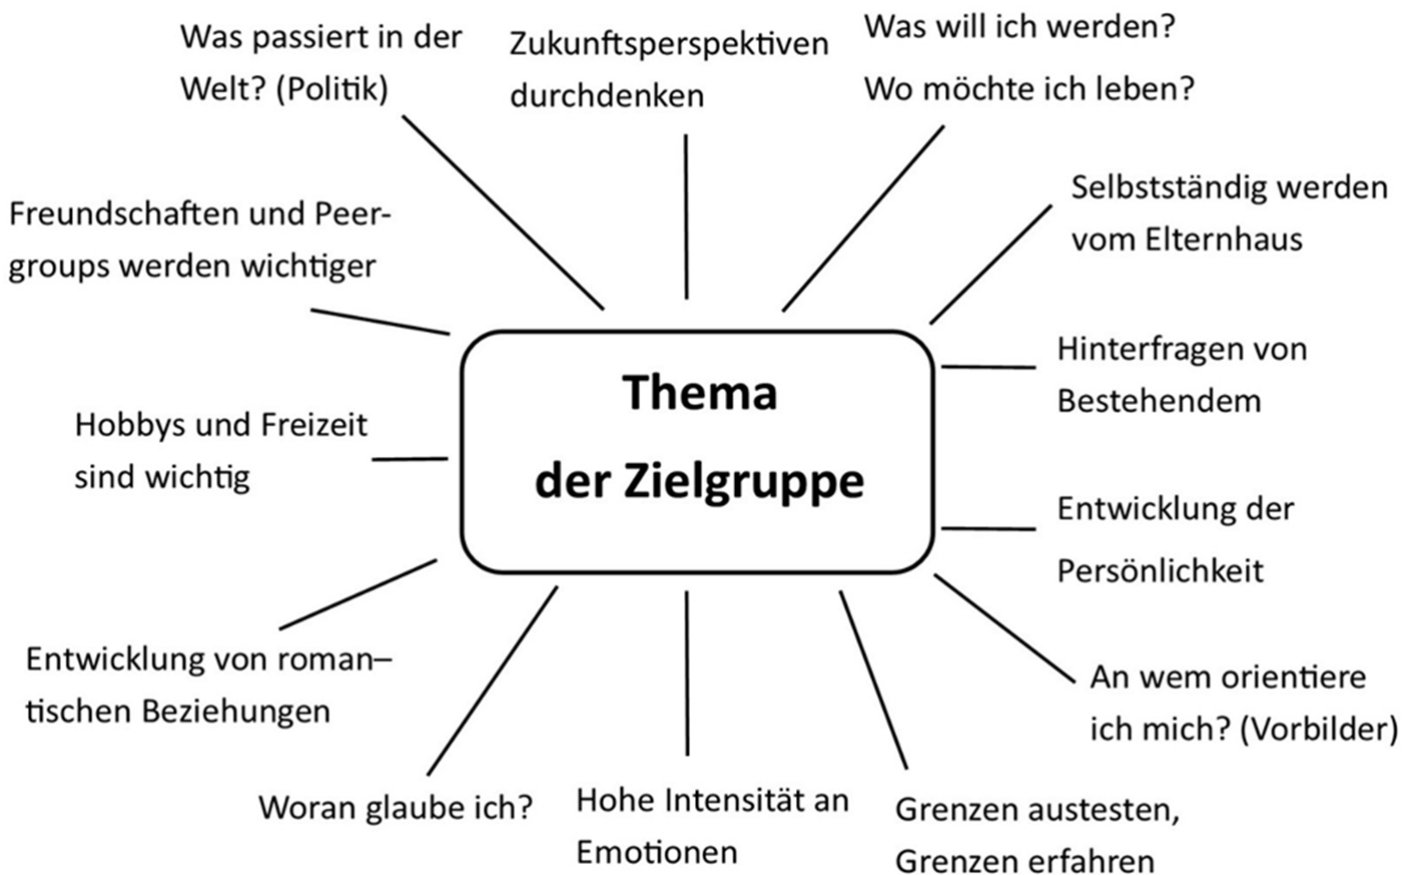 Was passiert in der
Welt? (Politik)
Zukunftsperspektiven
durchdenken
Was will ich werden?
Wo möchte ich leben?
Selbstständig werden
vom Elternhaus
Freundschaften und Peer-
groups werden wichtiger
Hinterfragen von
Bestehendem
Thema
der Zielgruppe
Hobbys und Freizeit
sind wichtig
Entwicklung der
Persönlichkeit
Entwicklung von roman–
tischen Beziehungen
An wem orientiere
ich mich? (Vorbilder)
Woran glaube ich?
Hohe Intensität an
Emotionen
Grenzen austesten,
Grenzen erfahren